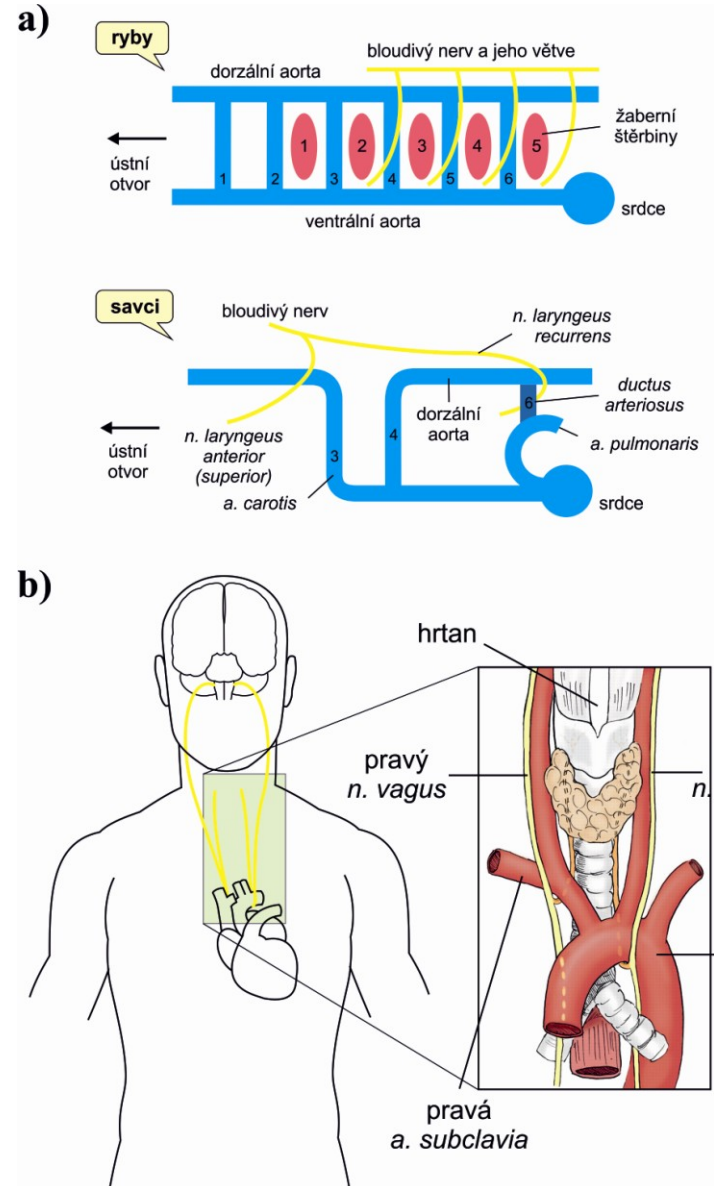 a)
ryby
bloudivý nerv a jeho větve
dorzální aorta
žaberní
štěrbiny
1
2
3
4
5
ústní
otvor
1
2
3
4
5
6
srdce
ventrální aorta
savci
bloudivý nerv
n. laryngeus
recurrens
ductus
arteriosus
6
dorzální
aorta
4
a. pulmonaris
ústní
otvor
n. laryngeus
anterior
(superior)
3
a. carotis
srdce
b)
hrtan
pravý
n. vagus
n.
pravá
a. subclavia